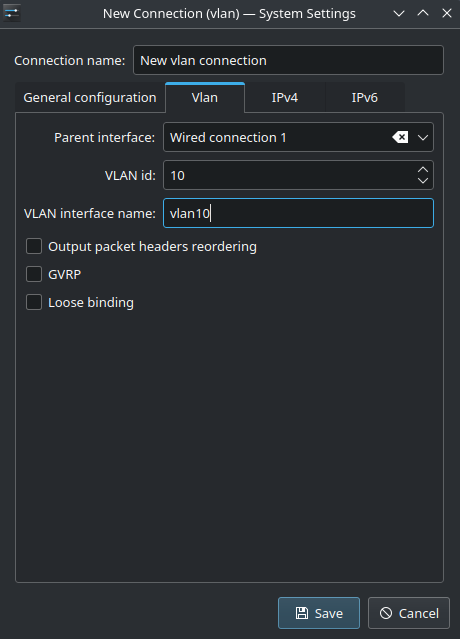 New Connection (vlan) — System Settings
Connection name: New vlan connection
General configuration Vlan IPv4 IPv6
Parent interface: Wired connection 1
VLAN id: 10
VLAN interface name: vlan10
Output packet headers reordering
GVRP
Loose binding
Save Cancel